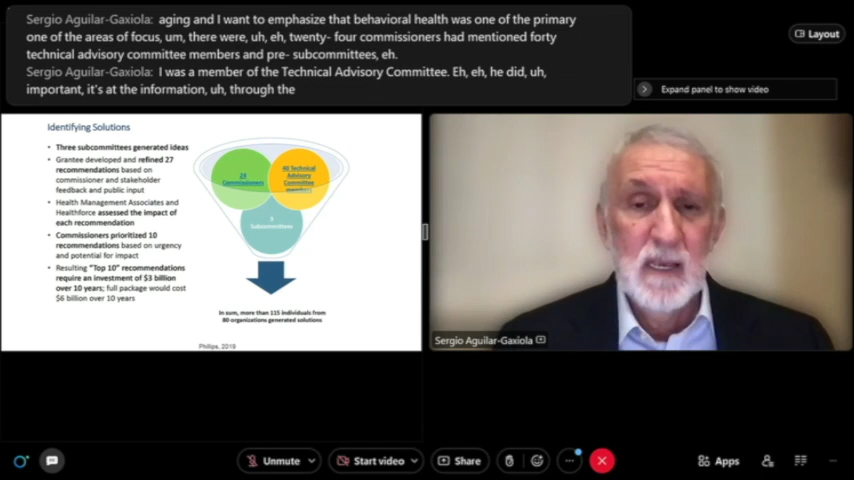 Sergio Aguilar-Gaxiola: aging and I want to emphasize that behavioral health was one of the primary
one of the areas of focus, um, there were, uh, eh, twenty- four commissioners had mentioned forty
technical advisory committee members and pre- subcommittees, eh.
Sergio Aguilar-Gaxiola: I was a member of the Technical Advisory Committee. Eh, eh, he did, uh,
important, it's at the information, uh, through the
Layout
Expand panel to show video
Identifying Solutions
• Three subcommittees generated ideas
• Grantee developed and refined 27
recommendations based on
commissioner and stakeholder
feedback and public input
• Health Management Associates and
Healthforce assessed the impact of
each recommendation
• Commissioners prioritized 10
recommendations based on urgency
and potential for impact
• Resulting "Top 10" recommendations
require an investment of $3 billion
over 10 years; full package would cost
$6 billion over 10 years
24
Commissioners
40 Technical
Advisory
Committee
members
3
Subcommittees
In sum, more than 115 individuals from
80 organizations generated solutions
Phillips, 2019
Sergio Aguilar-Gaxiola
Unmute
Start video
Share
Apps